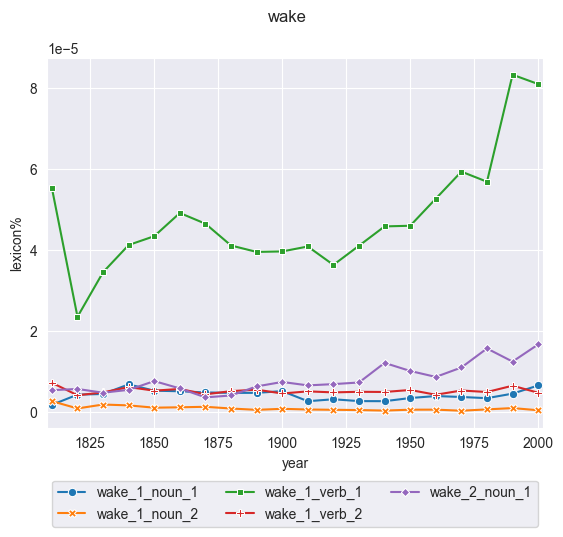 wake
1e−5
8
6
4
2
0
lexicon%
1825 1850 1875 1900 1925 1950 1975 2000
year
wake_1_noun_1 wake_1_verb_1 wake_2_noun_1
wake_1_noun_2 wake_1_verb_2